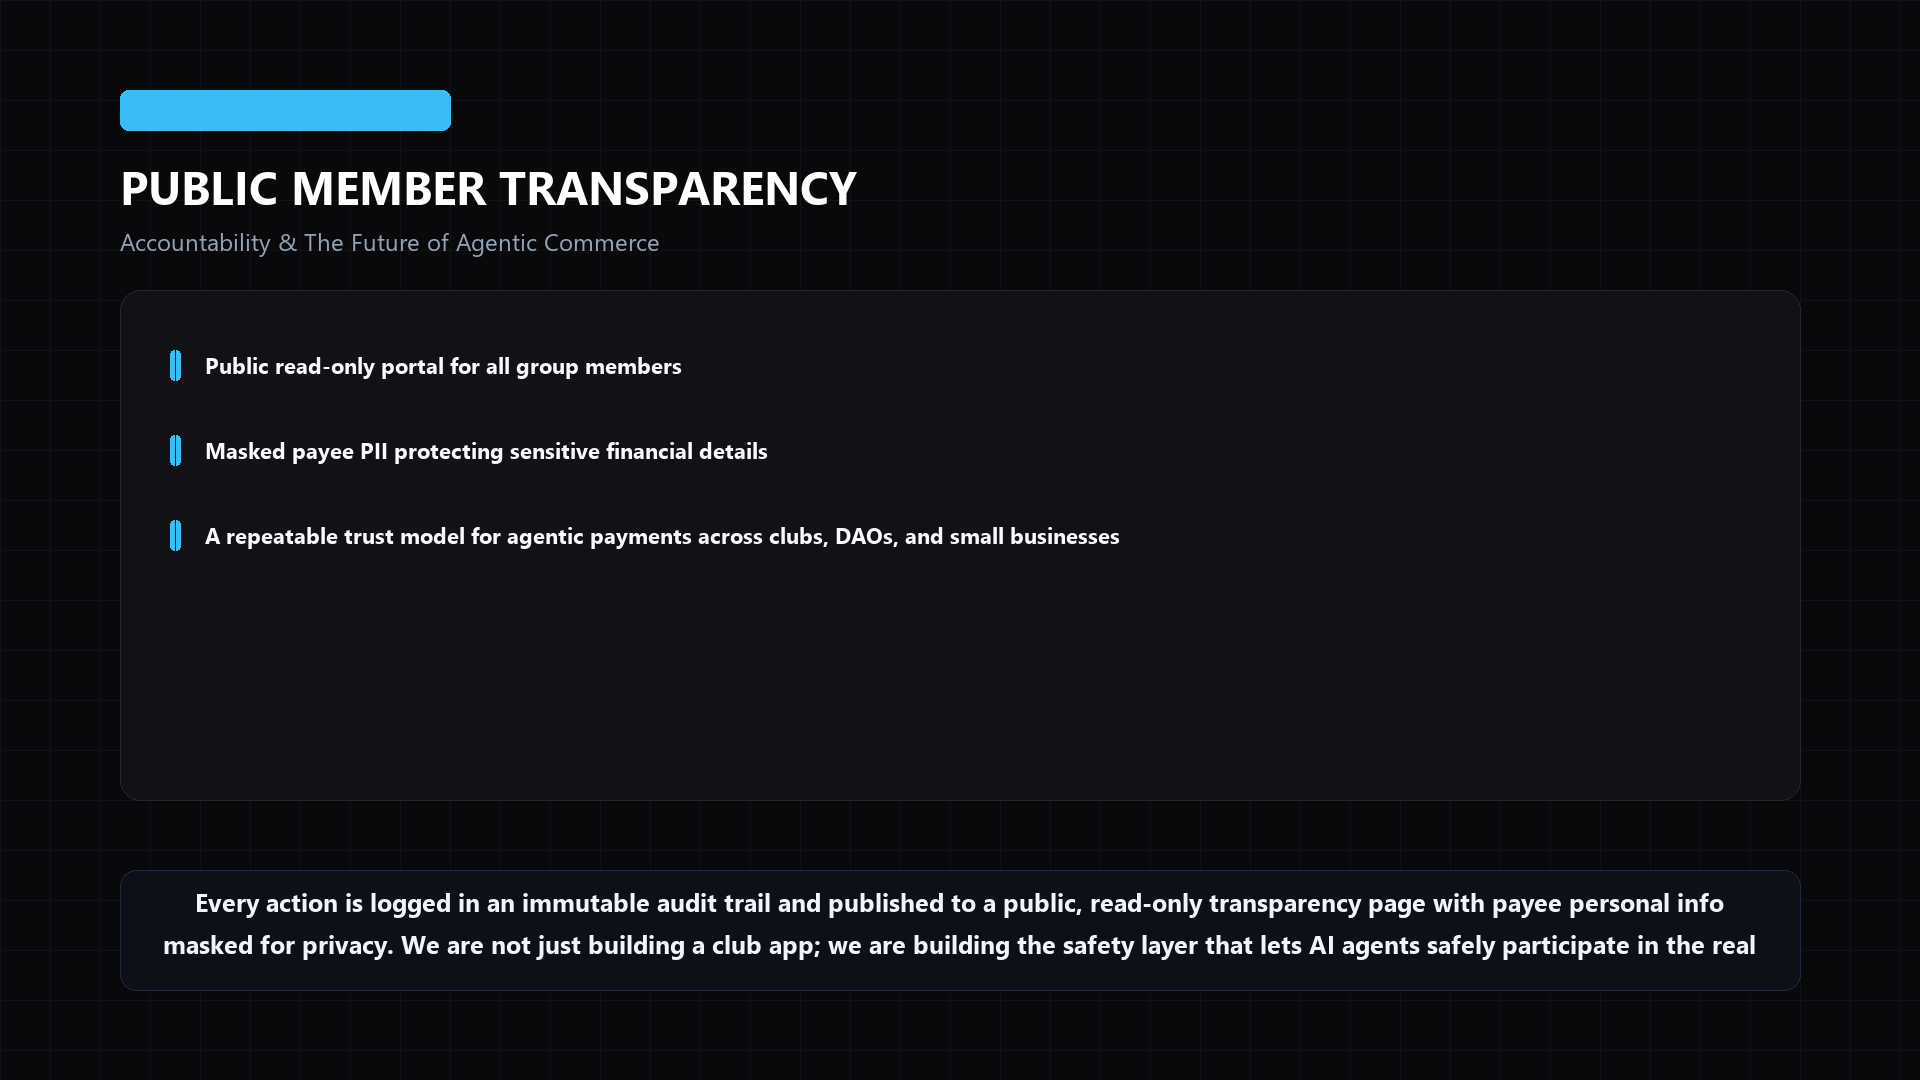 PUBLIC MEMBER TRANSPARENCY
Accountability & The Future of Agentic Commerce
Public read-only portal for all group members
Masked payee PII protecting sensitive financial details
A repeatable trust model for agentic payments across clubs, DAOs, and small businesses
Every action is logged in an immutable audit trail and published to a public, read-only transparency page with payee personal info
masked for privacy. We are not just building a club app; we are building the safety layer that lets AI agents safely participate in the real